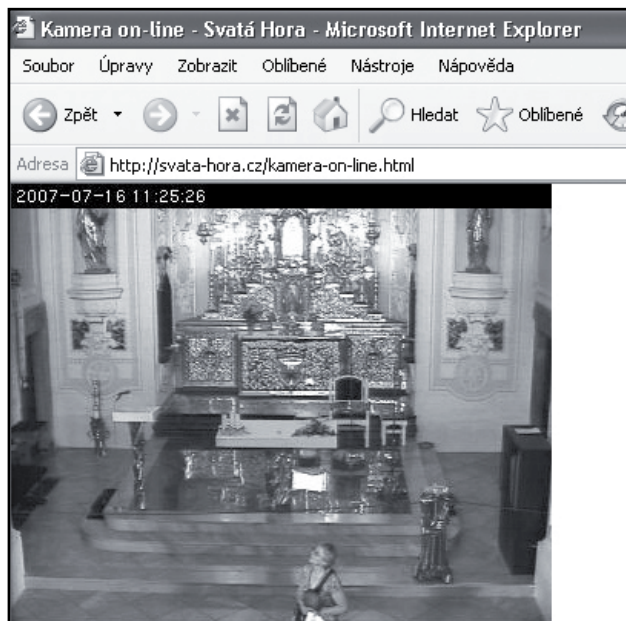 Kamera on-line - Svatá Hora - Microsoft Internet Explorer
Soubor Úpravy Zobrazit Oblíbené Nástroje Nápověda
Zpět Hledat Oblíbené
Adresa http://svata-hora.cz/kamera-on-line.html
2007-07-16 11:25:26